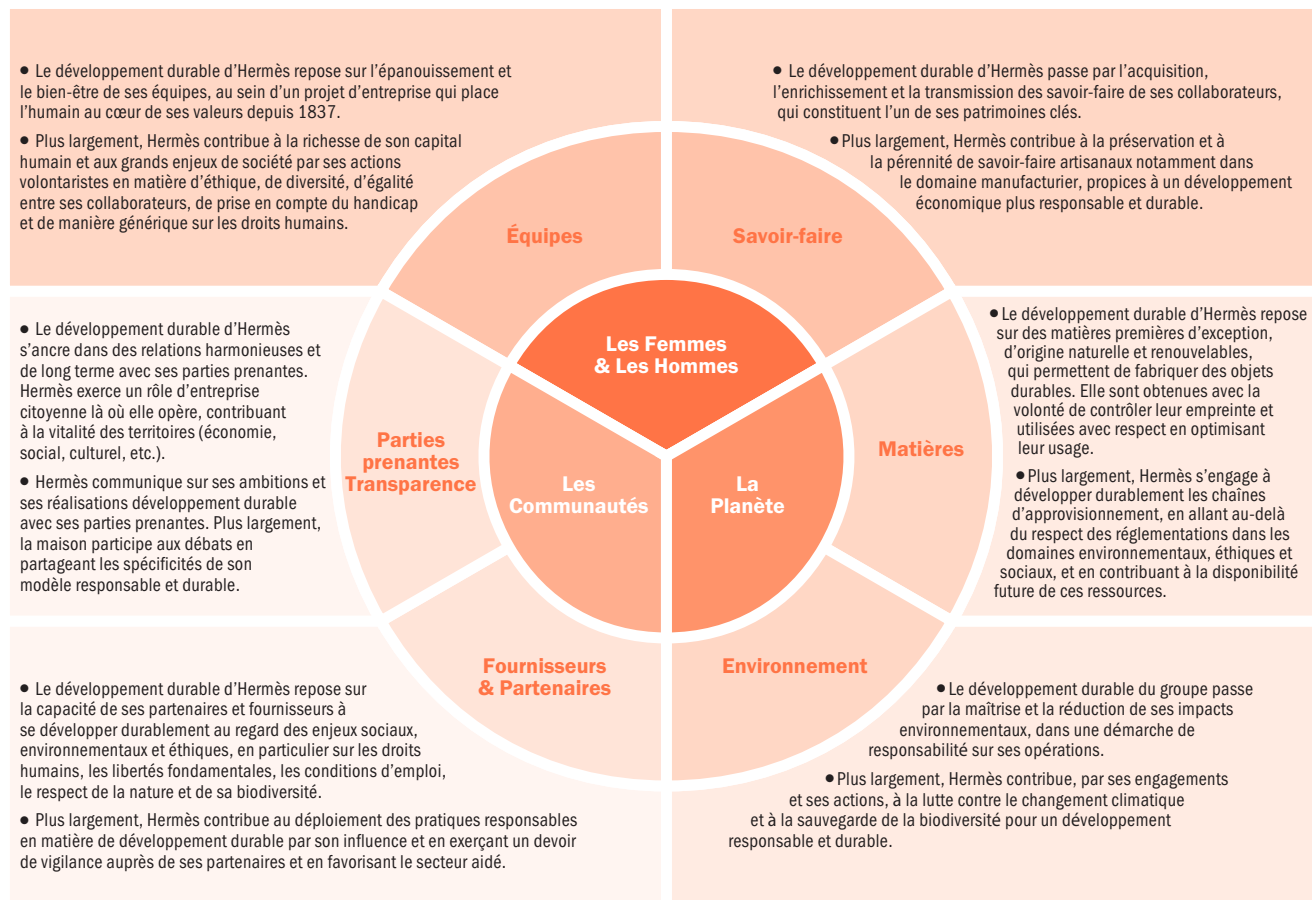 ● Le développement durable d’Hermès repose sur l’épanouissement et
le bien-être de ses équipes, au sein d’un projet d’entreprise qui place
l’humain au cœur de ses valeurs depuis 1837.
● Plus largement, Hermès contribue à la richesse de son capital
humain et aux grands enjeux de société par ses actions
volontaristes en matière d’éthique, de diversité, d’égalité
entre ses collaborateurs, de prise en compte du handicap
et de manière générique sur les droits humains.
● Le développement durable d’Hermès passe par l’acquisition,
l’enrichissement et la transmission des savoir-faire de ses collaborateurs,
qui constituent l’un de ses patrimoines clés.
● Plus largement, Hermès contribue à la préservation et à
la pérennité de savoir-faire artisanaux notamment dans
le domaine manufacturier, propices à un développement
économique plus responsable et durable.
Équipes
Savoir-faire
Les Femmes
& Les Hommes
● Le développement durable d’Hermès
s’ancre dans des relations harmonieuses et
de long terme avec ses parties prenantes.
Hermès exerce un rôle d’entreprise
citoyenne là où elle opère, contribuant
à la vitalité des territoires (économie,
social, culturel, etc.).
● Hermès communique sur ses ambitions et
ses réalisations développement durable
avec ses parties prenantes. Plus largement,
la maison participe aux débats en
partageant les spécificités de son
modèle responsable et durable.
Parties
prenantes
Transparence
Les
Communautés
La
Planète
Matières
● Le développement durable d’Hermès repose
sur des matières premières d’exception,
d’origine naturelle et renouvelables,
qui permettent de fabriquer des objets
durables. Elle sont obtenues avec la
volonté de contrôler leur empreinte et
utilisées avec respect en optimisant
leur usage.
● Plus largement, Hermès s’engage à
développer durablement les chaînes
d’approvisionnement, en allant au-delà
du respect des réglementations dans les
domaines environnementaux, éthiques et
sociaux, et en contribuant à la disponibilité
future de ces ressources.
Fournisseurs
& Partenaires
Environnement
● Le développement durable d’Hermès repose sur
la capacité de ses partenaires et fournisseurs à
se développer durablement au regard des enjeux sociaux,
environnementaux et éthiques, en particulier sur les droits
humains, les libertés fondamentales, les conditions d’emploi,
le respect de la nature et de sa biodiversité.
● Plus largement, Hermès contribue au déploiement des pratiques responsables
en matière de développement durable par son influence et en exerçant un devoir
de vigilance auprès de ses partenaires et en favorisant le secteur aidé.
● Le développement durable du groupe passe
par la maîtrise et la réduction de ses impacts
environnementaux, dans une démarche de
responsabilité sur ses opérations.
● Plus largement, Hermès contribue, par ses engagements
et ses actions, à la lutte contre le changement climatique
et à la sauvegarde de la biodiversité pour un développement
responsable et durable.